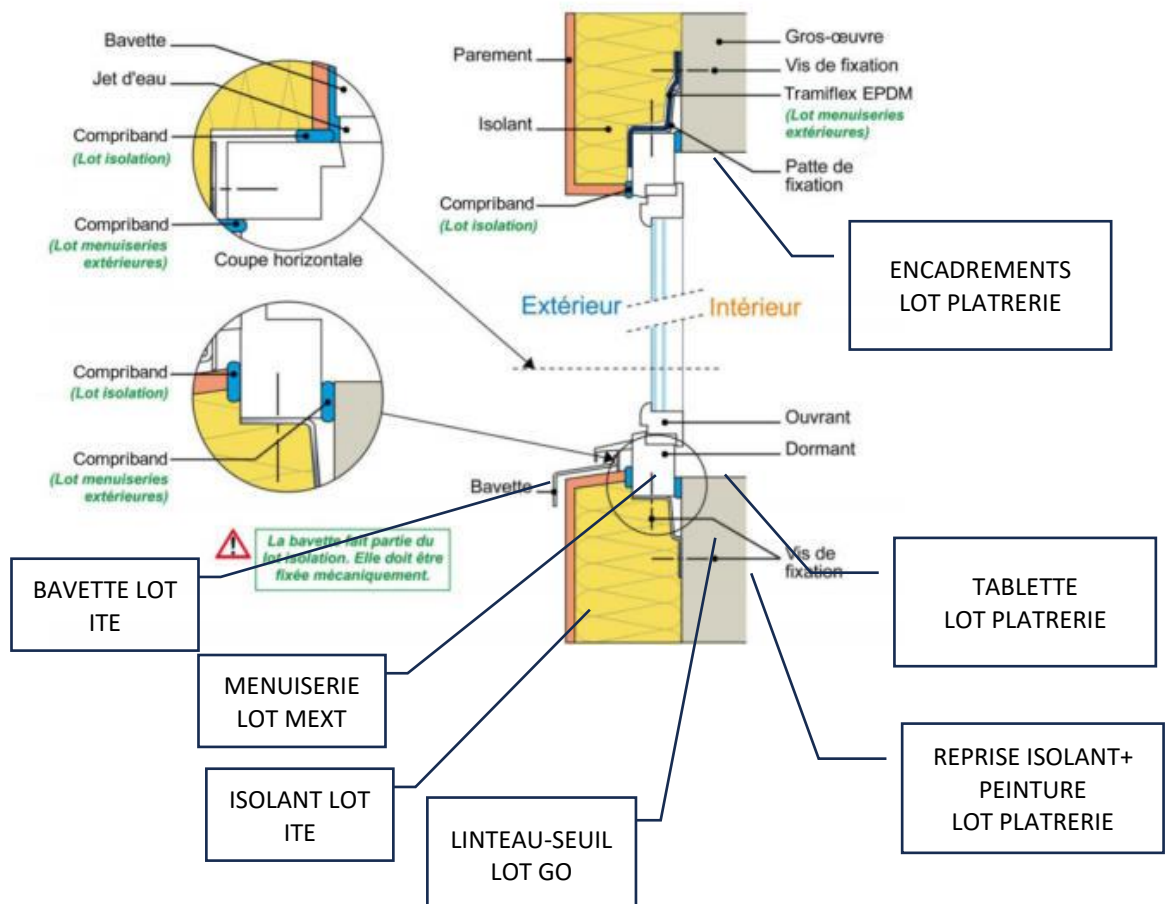 Bavette
Jet d'eau
Compriband
(Lot isolation)
Compriband
(Lot menuiseries
extérieures)
Coupe horizontale
Parement
Isolant
Compriband
(Lot isolation)
Gros-œuvre
Vis de fixation
Tramiflex EPDM
(Lot menuiseries
extérieures)
Patte de
fixation
ENCADREMENTS
LOT PLATRERIE
Extérieur
Intérieur
Compriband
(Lot isolation)
Compriband
(Lot menuiseries
extérieures)
Ouvrant
Dormant
Bavette
Vis de
fixation
La bavette fait partie du
lot isolation. Elle doit être
fixée mécaniquement.
BAVETTE LOT
ITE
TABLETTE
LOT PLATRERIE
MENUISERIE
LOT MEXT
ISOLANT LOT
ITE
LINTEAU-SEUIL
LOT GO
REPRISE ISOLANT+
PEINTURE
LOT PLATRERIE